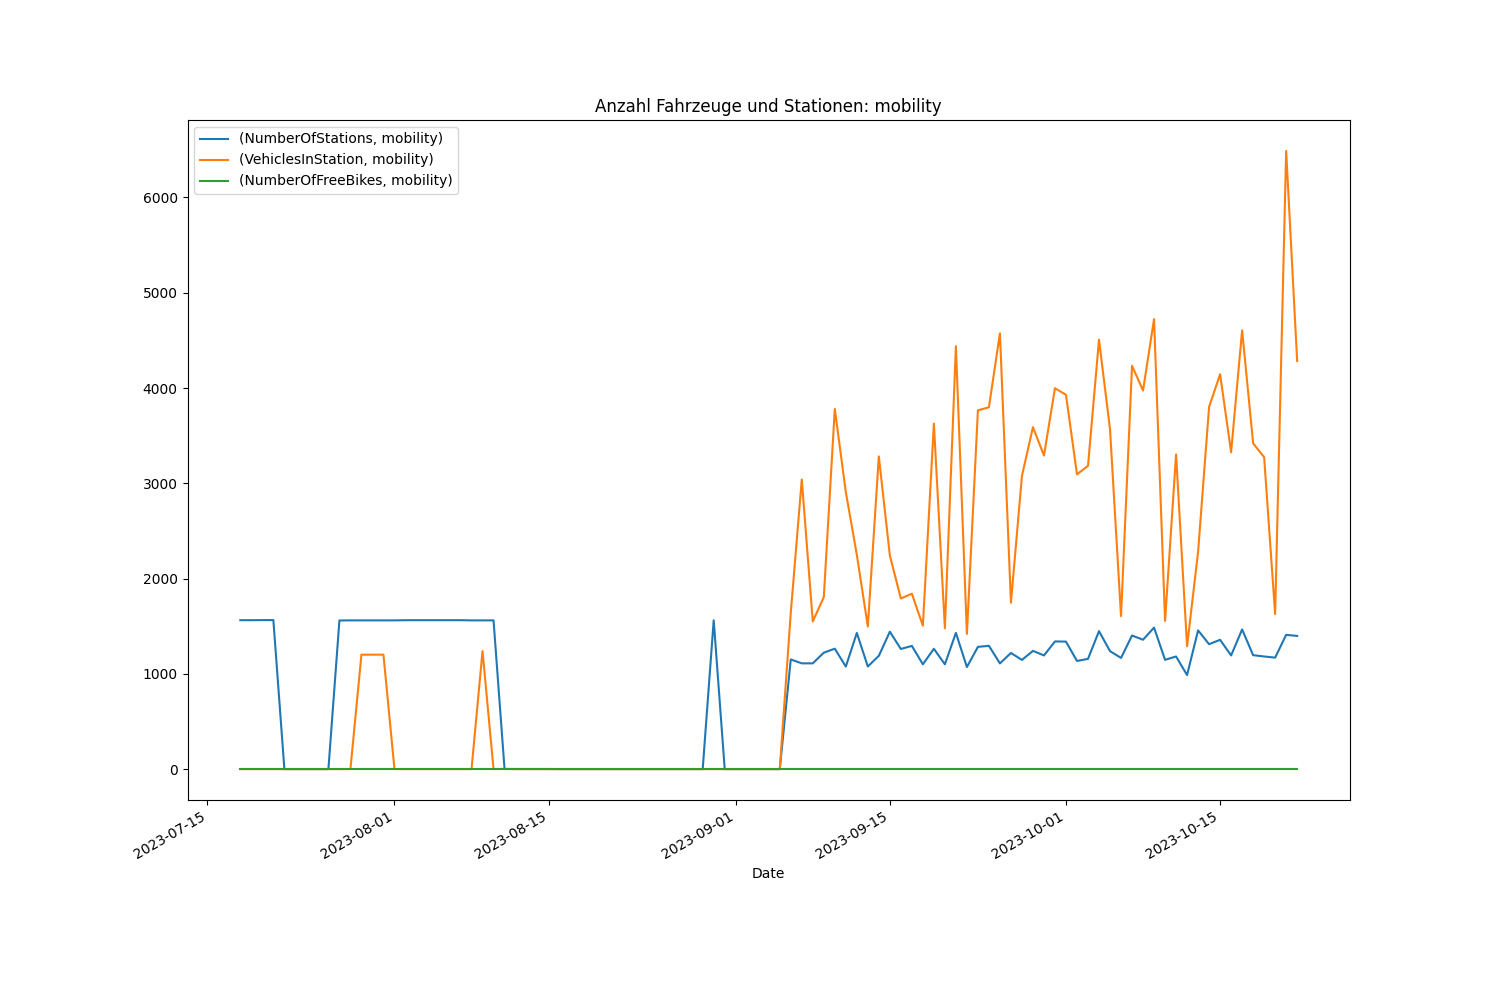 Anzahl Fahrzeuge und Stationen: mobility
(NumberOfStations, mobility)
(VehiclesInStation, mobility)
(NumberOfFreeBikes, mobility)
6000
5000
4000
3000
2000
1000
0
2023-07-15
2023-08-01
2023-08-15
2023-09-01
2023-09-15
2023-10-01
2023-10-15
Date